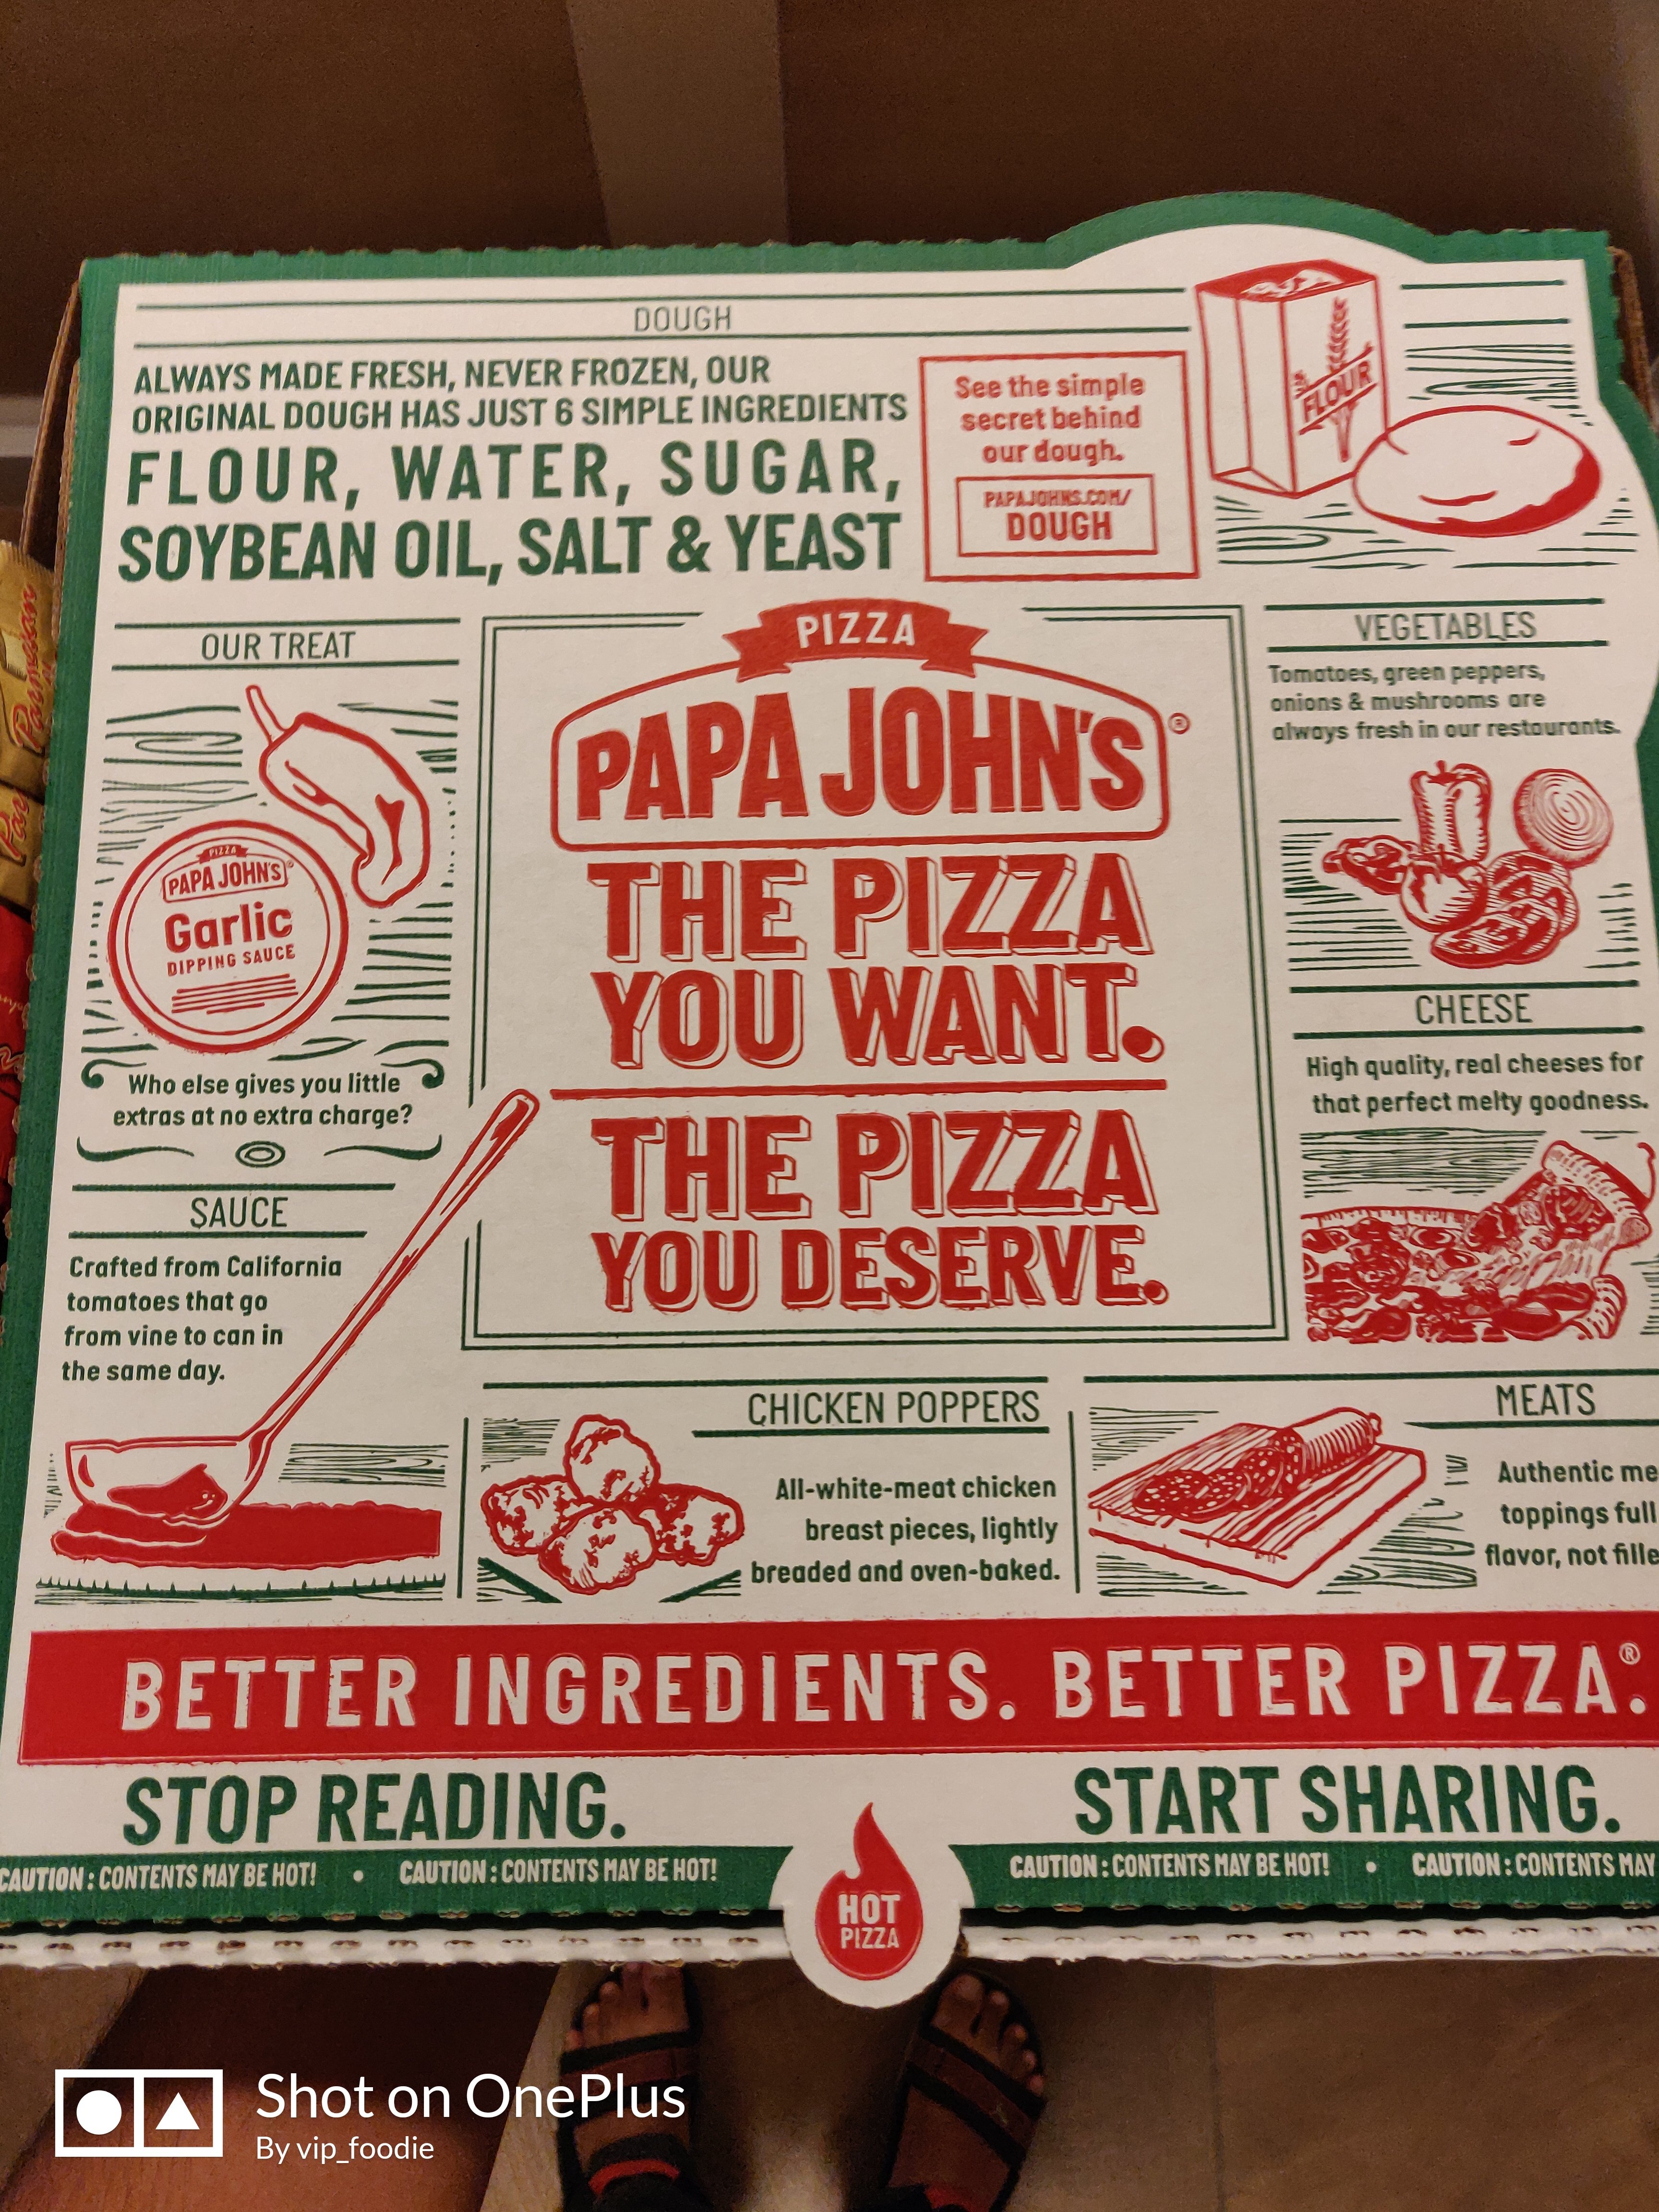 DOUGH
ALWAYS MADE FRESH, NEVER FROZEN, OUR
ORIGINAL DOUGH HAS JUST 6 SIMPLE INGREDIENTS
FLOUR, WATER, SUGAR,
SOYBEAN OIL, SALT & YEAST
See the simple
secret behind
our dough.
PAPAJOHNS.COM/
DOUGH
FLOUR
OUR TREAT
PIZZA
PAPA JOHN'S®
Garlic
DIPPING SAUCE
Who else gives you little
extras at no extra charge?
SAUCE
Crafted from California
tomatoes that go
from vine to can in
the same day.
PIZZA
PAPA JOHN'S®
THE PIZZA
YOU WANT.
THE PIZZA
YOU DESERVE.
VEGETABLES
Tomatoes, green peppers,
onions & mushrooms are
always fresh in our restaurants.
CHEESE
High quality, real cheeses for
that perfect melty goodness.
CHICKEN POPPERS
All-white-meat chicken
breast pieces, lightly
breaded and oven-baked.
MEATS
Authentic me
toppings full
flavor, not fille
BETTER INGREDIENTS. BETTER PIZZA.®
STOP READING.
START SHARING.
CAUTION: CONTENTS MAY BE HOT! • CAUTION: CONTENTS MAY BE HOT!
HOT
PIZZA
CAUTION: CONTENTS MAY BE HOT! • CAUTION: CONTENTS MAY
Parmesan
Par
Shot on OnePlus
By vip_foodie